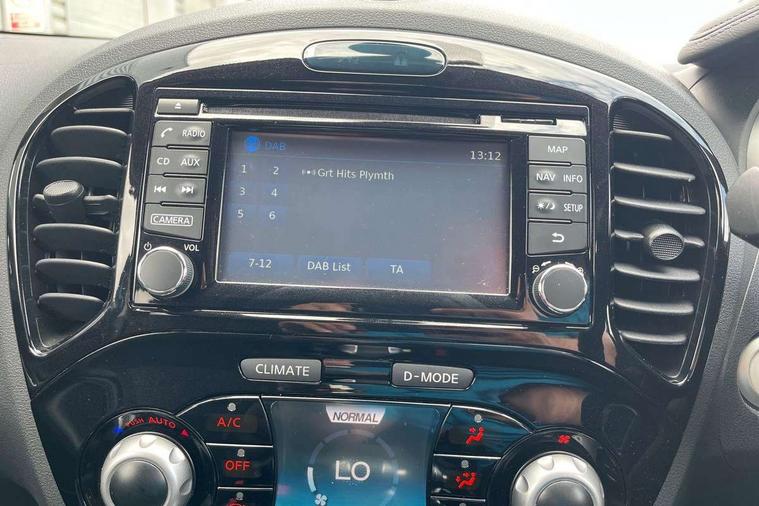 DAB
13:12
1 2
Grt Hits Plymth
3 4
5 6
7-12
DAB List
TA
RADIO
CD AUX
CAMERA
VOL
MAP
NAV INFO
SETUP
CLIMATE
D-MODE
PUSH AUTO
A/C
OFF
NORMAL
LO